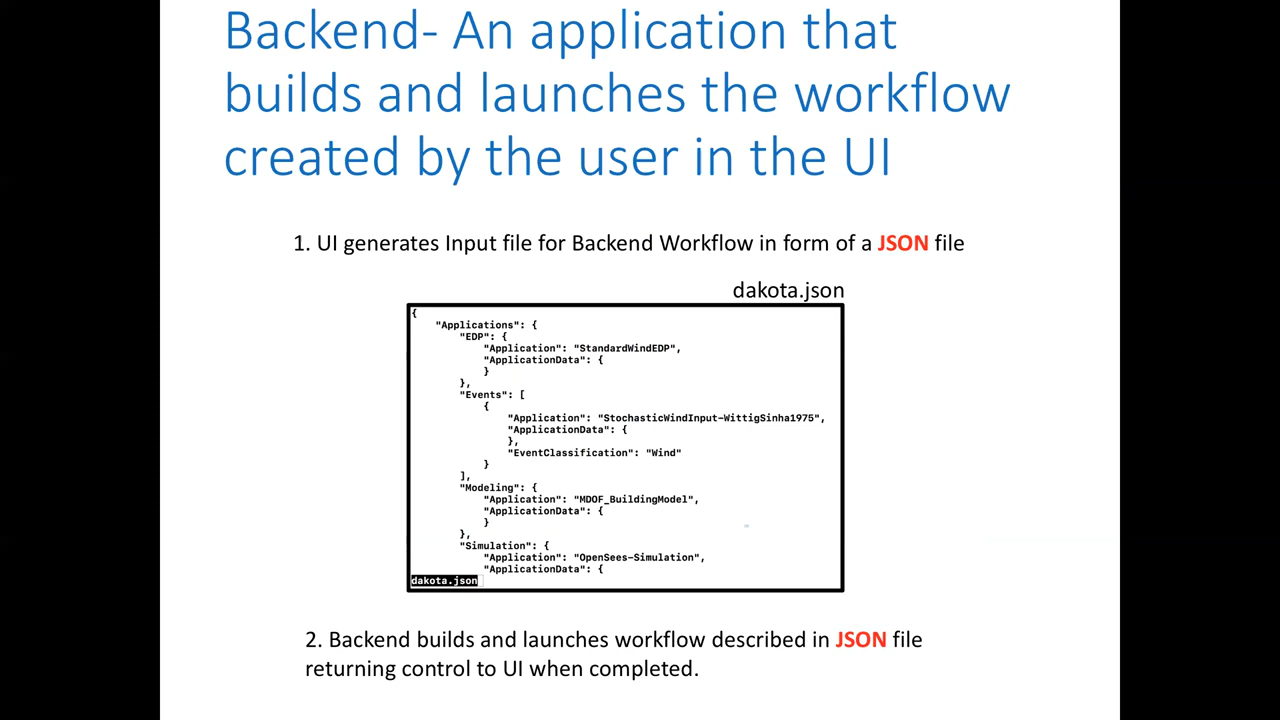 Backend- An application that
builds and launches the workflow
created by the user in the UI
1. UI generates Input file for Backend Workflow in form of a JSON file
dakota.json
{
    "Applications": {
        "EDP": {
            "Application": "StandardWindEDP",
            "ApplicationData": {
            }
        },
        "Events": [
            {
                "Application": "StochasticWindInput-WittigSinha1975",
                "ApplicationData": {
                },
                "EventClassification": "Wind"
            }
        ],
        "Modeling": {
            "Application": "MDOF_BuildingModel",
            "ApplicationData": {
            }
        },
        "Simulation": {
            "Application": "OpenSees-Simulation",
            "ApplicationData": {
dakota.json
2. Backend builds and launches workflow described in JSON file
returning control to UI when completed.